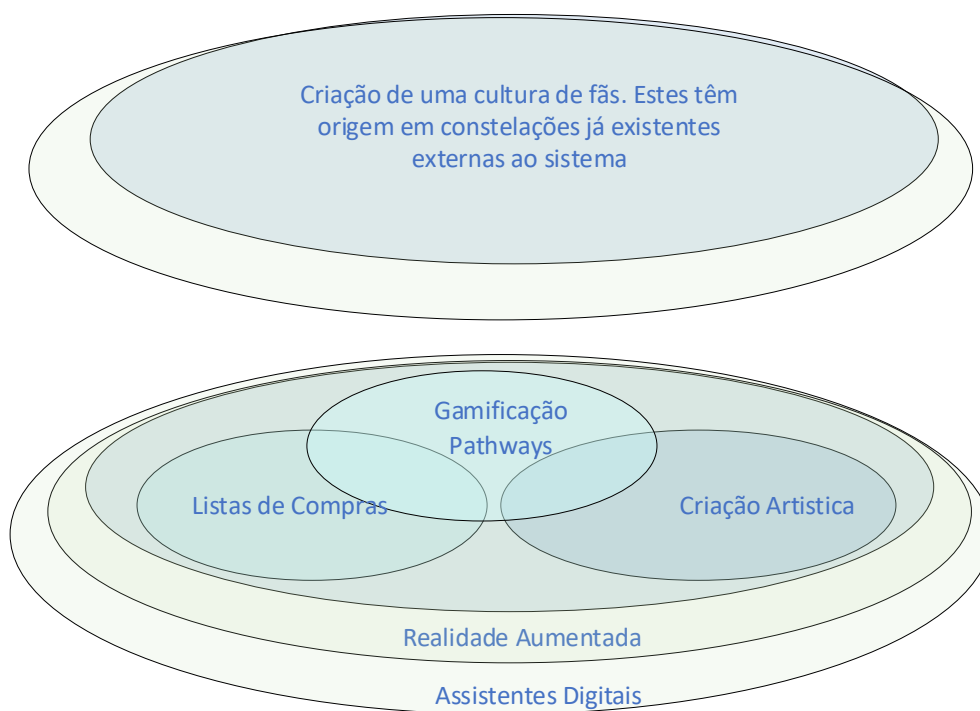 Criação de uma cultura de fãs. Estes têm
origem em constelações já existentes
externas ao sistema
Gamificação
Pathways
Listas de Compras
Criação Artistica
Realidade Aumentada
Assistentes Digitais